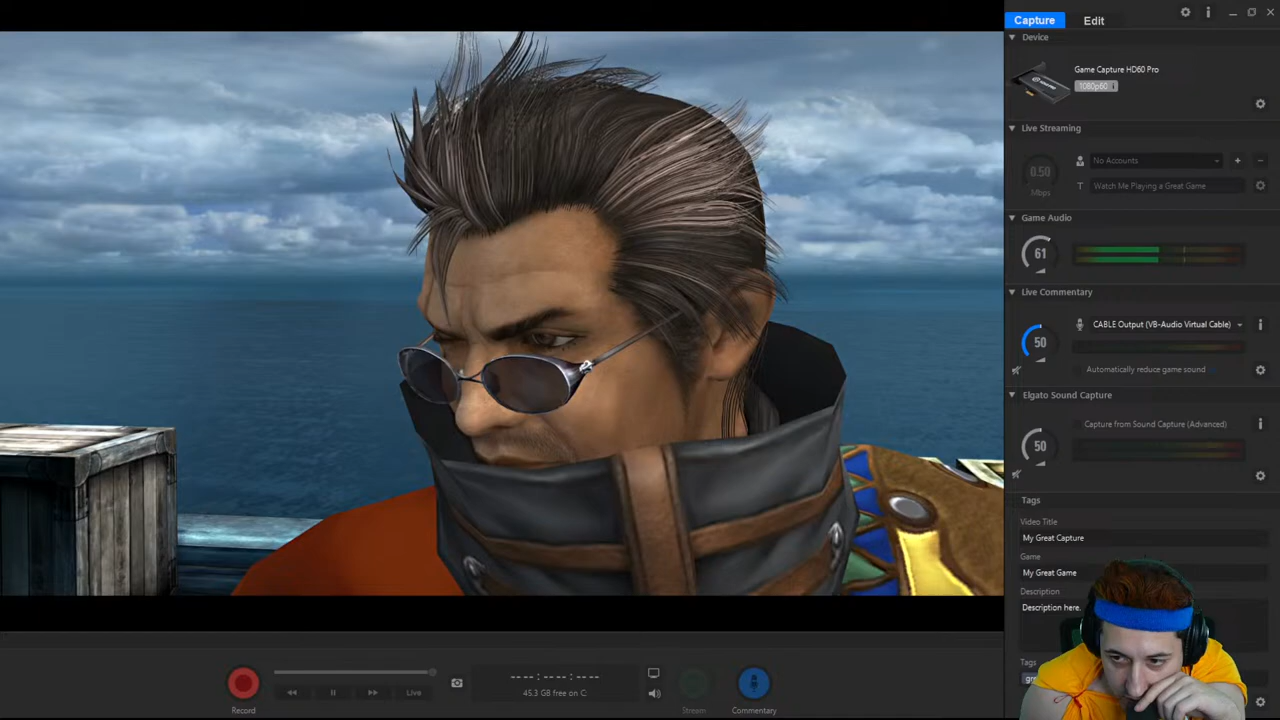 Capture Edit
Device
Game Capture HD60 Pro
1080p60
Live Streaming
0.50
Mbps
No Accounts
T Watch Me Playing a Great Game
Game Audio
61
Live Commentary
50
CABLE Output (VB-Audio Virtual Cable)
Automatically reduce game sound
Elgato Sound Capture
50
Capture from Sound Capture (Advanced)
Tags
Video Title
My Great Capture
Game
My Great Game
Description
Description here.
Tags
Record
Live
--:--:--
45.3 GB free on C:
Stream
Commentary